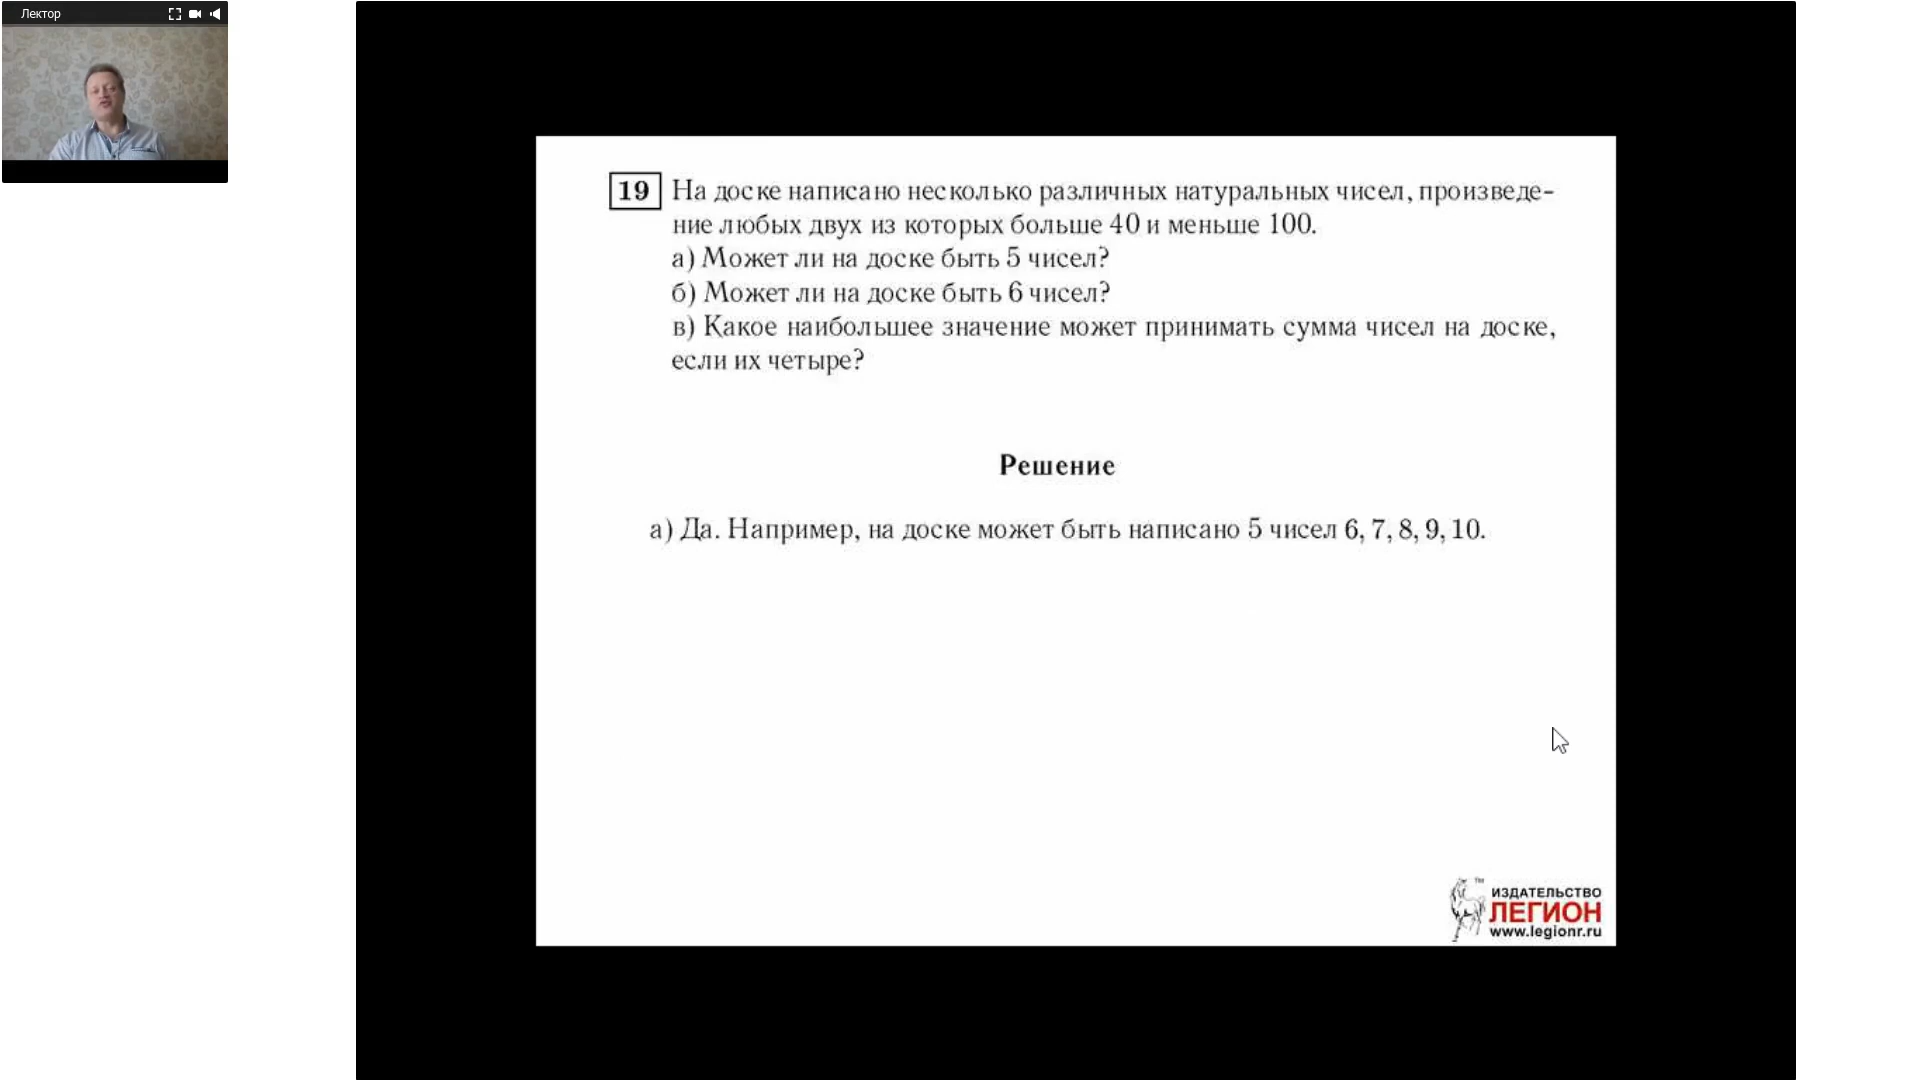 Лектор
19 На доске написано несколько различных натуральных чисел, произведе-
ние любых двух из которых больше 40 и меньше 100.
а) Может ли на доске быть 5 чисел?
б) Может ли на доске быть 6 чисел?
в) Какое наибольшее значение может принимать сумма чисел на доске,
если их четыре?
Решение
а) Да. Например, на доске может быть написано 5 чисел 6, 7, 8, 9, 10.
TM
ИЗДАТЕЛЬСТВО
ЛЕГИОН
www.legionr.ru